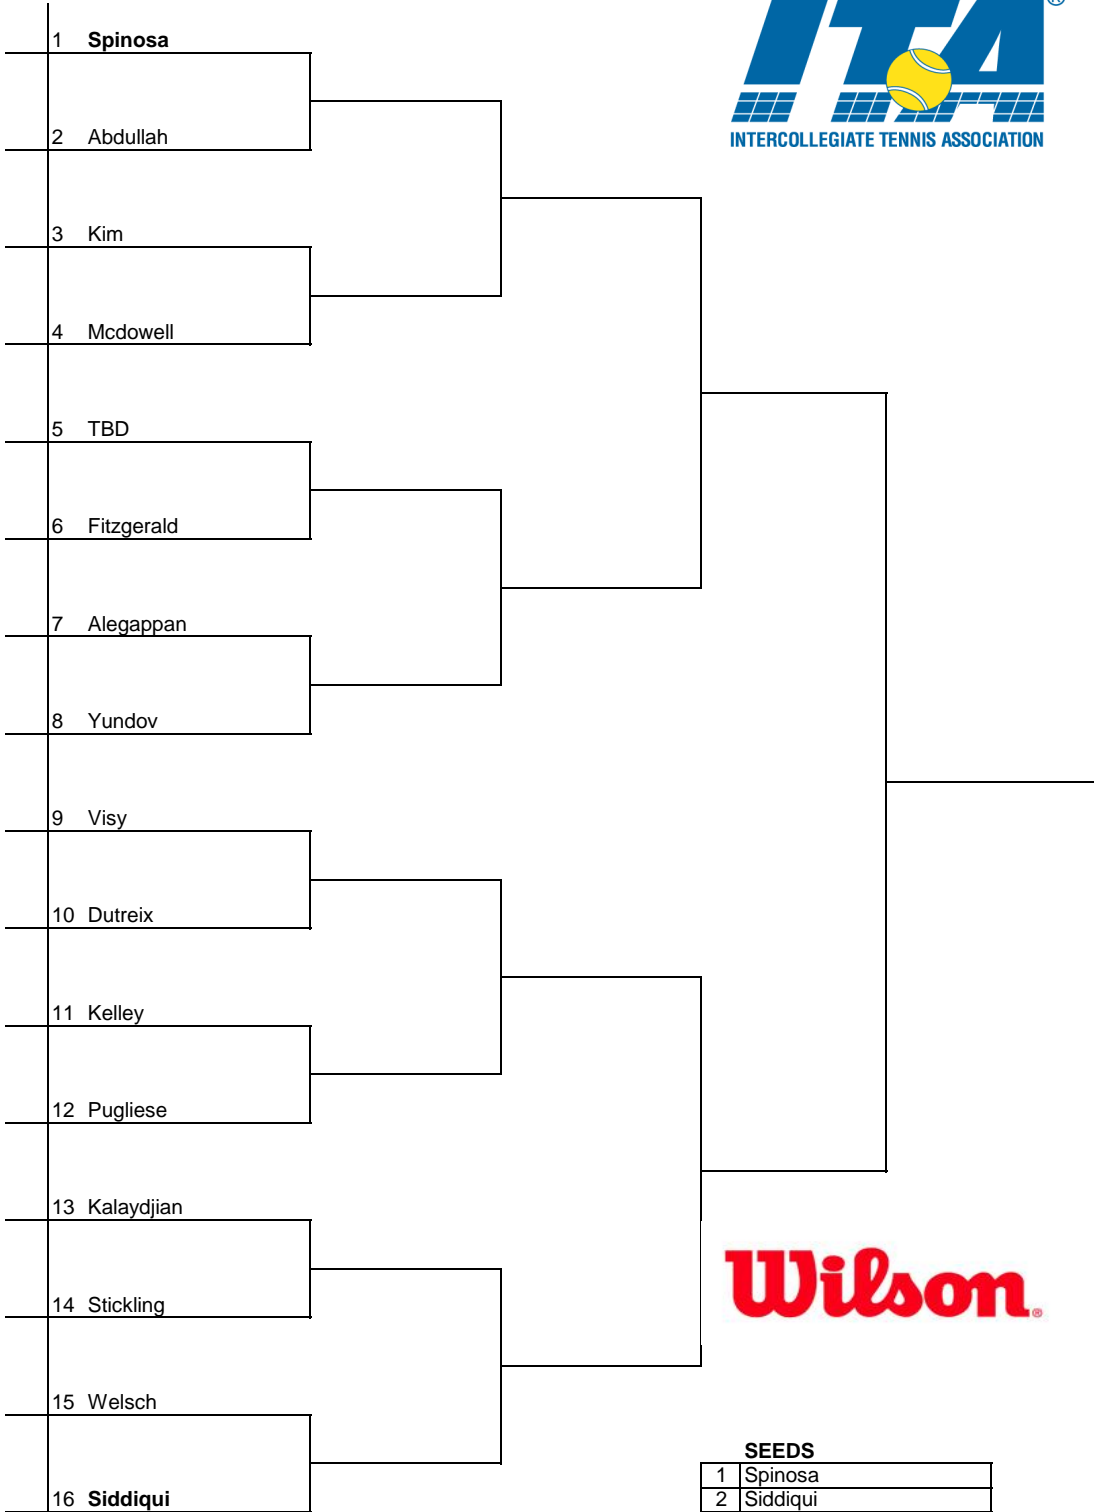 ITA®
INTERCOLLEGIATE TENNIS ASSOCIATION
1 Spinosa
2 Abdullah
3 Kim
4 Mcdowell
5 TBD
6 Fitzgerald
7 Alegappan
8 Yundov
9 Visy
10 Dutreix
11 Kelley
12 Pugliese
13 Kalaydjian
14 Stickling
Wilson®
15 Welsch
16 Siddiqui
SEEDS
1 Spinosa
2 Siddiqui